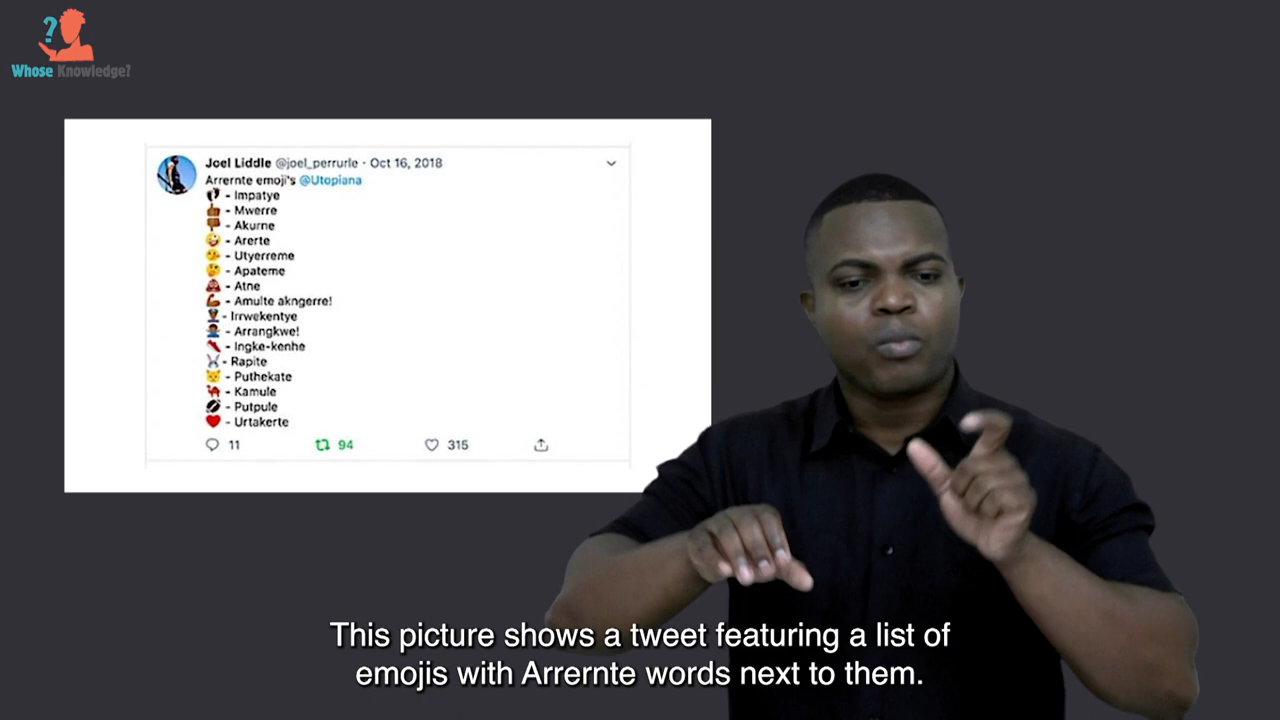 Whose Knowledge?
Joel Liddle @joel_perrurle · Oct 16, 2018
Arrernte emoji's @Utopiana
👣 - Impatye
👍🏾 - Mwerre
👎🏾 - Akurne
🤪 - Arerte
🤥 - Utyerreme
🤔 - Apateme
💩 - Atne
💪🏾 - Amulte akngerre!
👮🏾 - Irrwekentye
🤷🏾‍♂️ - Arrangkwe!
👠 - Ingke-kenhe
🐰 - Rapite
🐱 - Puthekate
🐪 - Kamule
🏉 - Putpule
❤️ - Urtakerte
11 94 315
This picture shows a tweet featuring a list of
emojis with Arrernte words next to them.